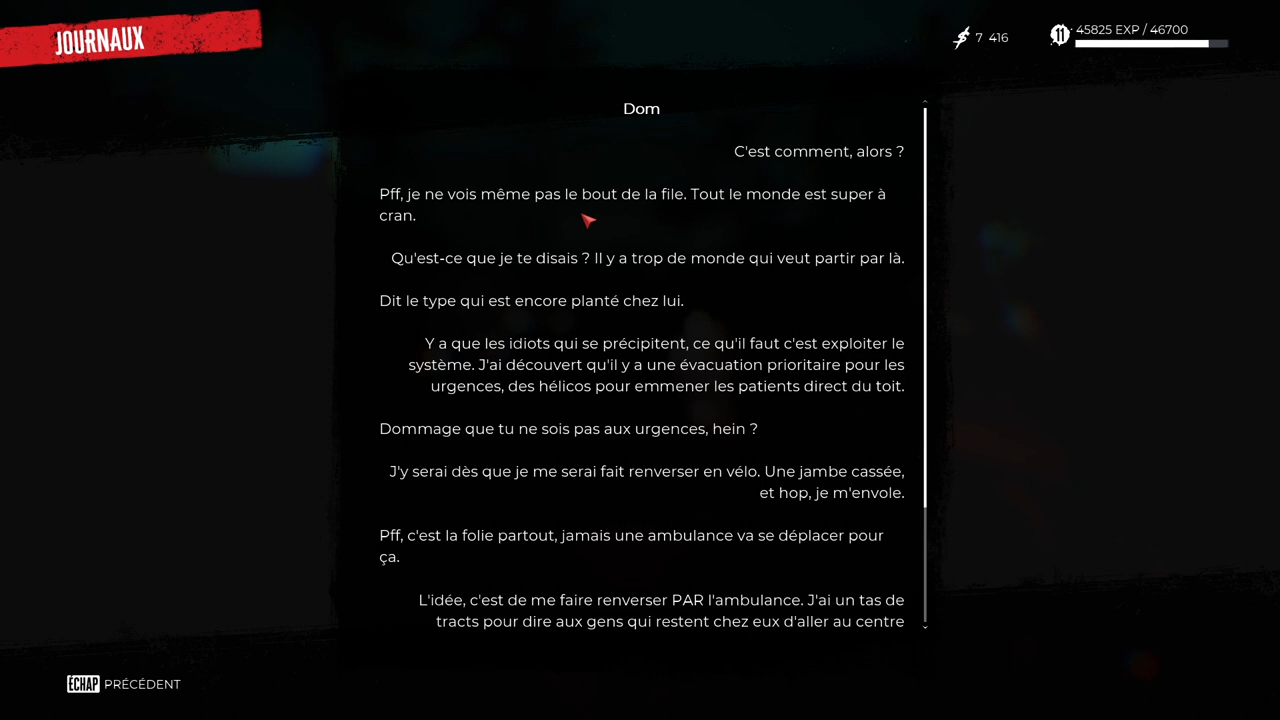 JOURNAUX
7 416
11
45825 EXP / 46700
Dom
C'est comment, alors ?
Pff, je ne vois même pas le bout de la file. Tout le monde est super à
cran.
Qu'est-ce que je te disais ? Il y a trop de monde qui veut partir par là.
Dit le type qui est encore planté chez lui.
Y a que les idiots qui se précipitent, ce qu'il faut c'est exploiter le
système. J'ai découvert qu'il y a une évacuation prioritaire pour les
urgences, des hélicos pour emmener les patients direct du toit.
Dommage que tu ne sois pas aux urgences, hein ?
J'y serai dès que je me serai fait renverser en vélo. Une jambe cassée,
et hop, je m'envole.
Pff, c'est la folie partout, jamais une ambulance va se déplacer pour
ça.
L'idée, c'est de me faire renverser PAR l'ambulance. J'ai un tas de
tracts pour dire aux gens qui restent chez eux d'aller au centre
ÉCHAP PRÉCÉDENT